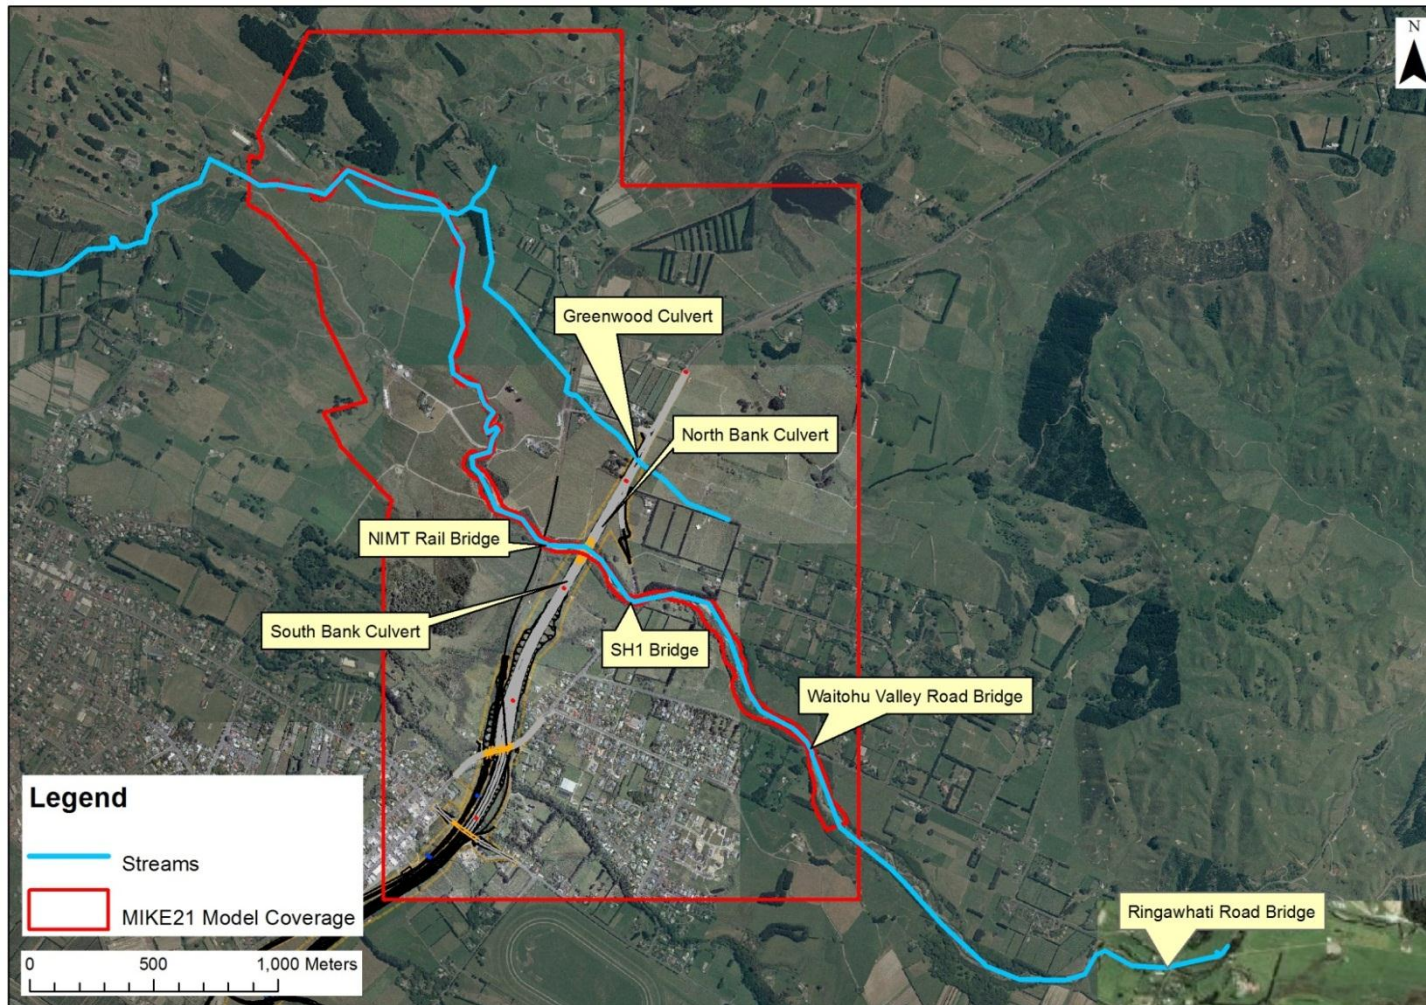 N
Greenwood Culvert
North Bank Culvert
NIMT Rail Bridge
South Bank Culvert
SH1 Bridge
Waitohu Valley Road Bridge
Ringawhati Road Bridge
Legend
Streams
MIKE21 Model Coverage
0 500 1,000 Meters